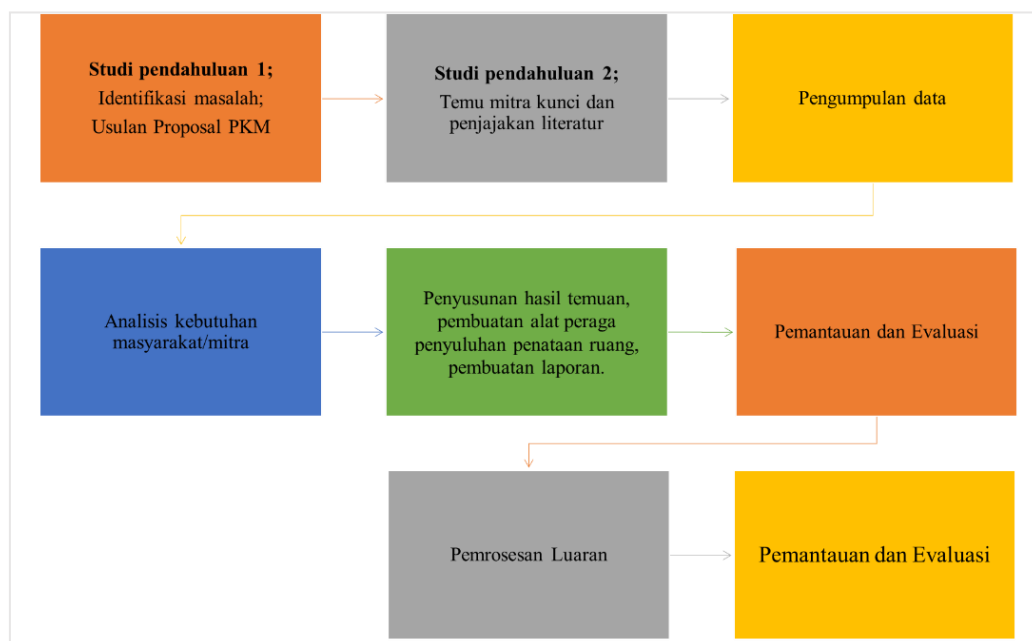 Studi pendahuluan 1;
Identifikasi masalah;
Usulan Proposal PKM
Studi pendahuluan 2;
Temu mitra kunci dan
penjajakan literatur
Pengumpulan data
Analisis kebutuhan
masyarakat/mitra
Penyusunan hasil temuan,
pembuatan alat peraga
penyuluhan penataan ruang,
pembuatan laporan.
Pemantauan dan Evaluasi
Pemrosesan Luaran
Pemantauan dan Evaluasi